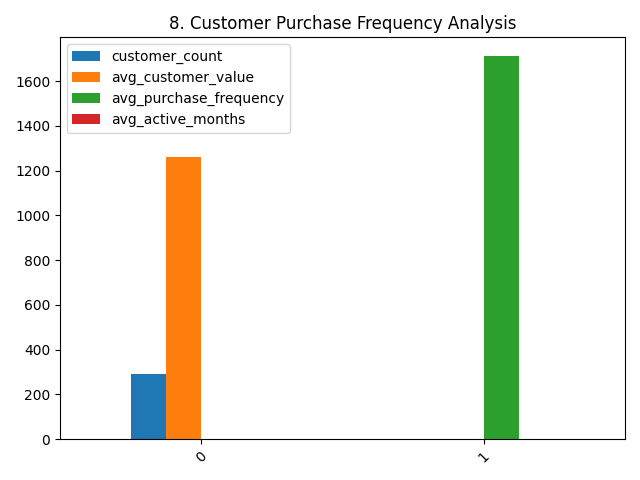 8. Customer Purchase Frequency Analysis
customer_count
avg_customer_value
avg_purchase_frequency
avg_active_months
1600
1400
1200
1000
800
600
400
200
0
0
1